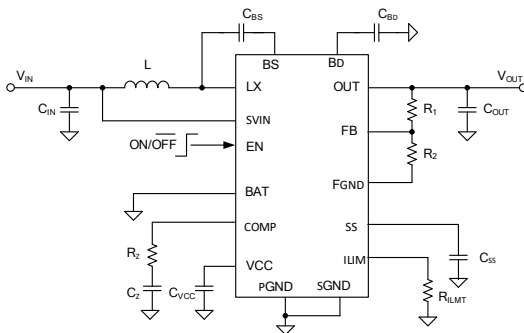 CBS
CBD
BS
BD
VIN
L
LX
OUT
VOUT
CIN
R1
COUT
SVIN
FB
ON/OFF
EN
R2
BAT
FGND
COMP
SS
RZ
CSS
VCC
ILIM
CZ
CVCC
PGND
SGND
RILMT